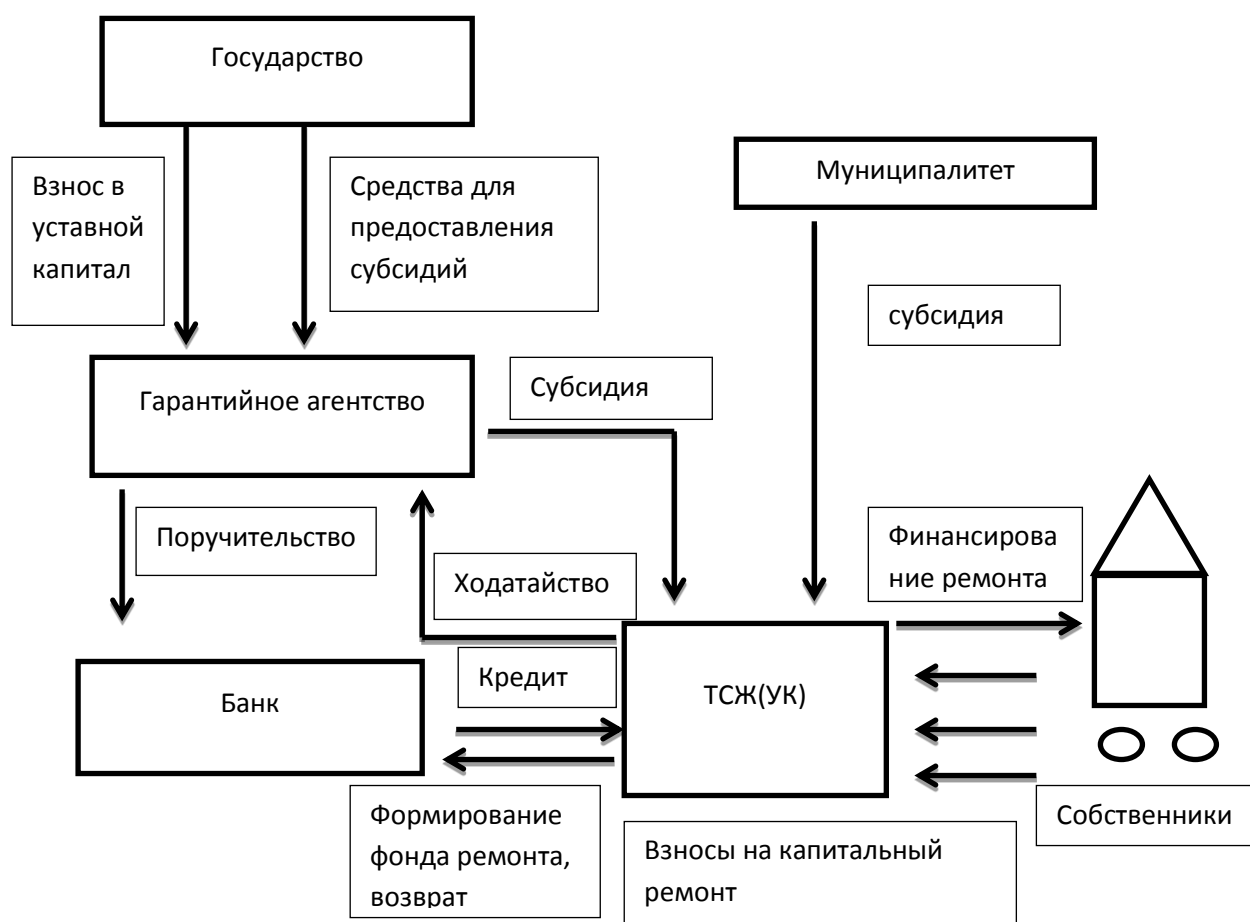 Государство
Муниципалитет
Взнос в
уставной
капитал
Средства для
предоставления
субсидий
субсидия
Гарантийное агентство
Субсидия
Поручительство
Финансирова
ние ремонта
Ходатайство
Кредит
Банк
ТСЖ(УК)
Формирование
фонда ремонта,
возврат
Взносы на капитальный
ремонт
Собственники